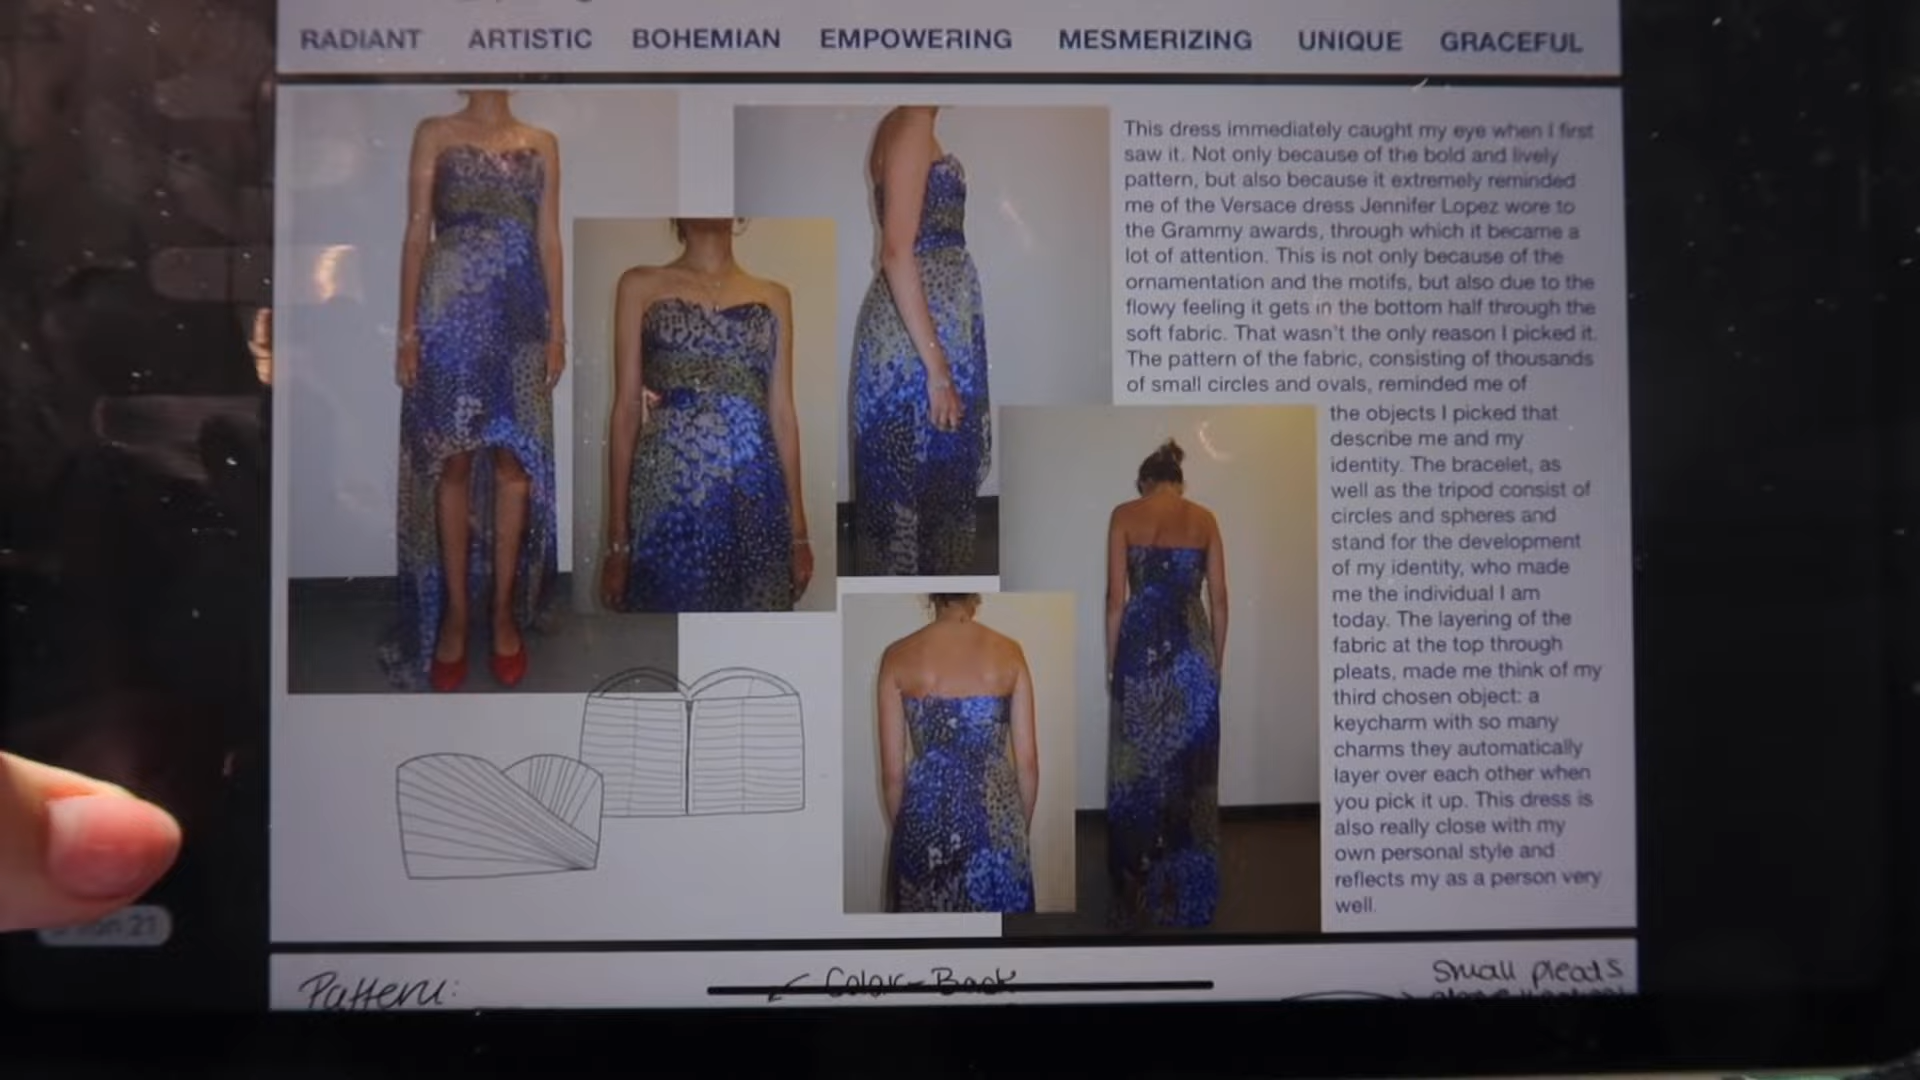 RADIANT ARTISTIC BOHEMIAN EMPOWERING MESMERIZING UNIQUE GRACEFUL
This dress immediately caught my eye when I first
saw it. Not only because of the bold and lively
pattern, but also because it extremely reminded
me of the Versace dress Jennifer Lopez wore to
the Grammy awards, through which it became a
lot of attention. This is not only because of the
ornamentation and the motifs, but also due to the
flowy feeling it gets in the bottom half through the
soft fabric. That wasn't the only reason I picked it.
The pattern of the fabric, consisting of thousands
of small circles and ovals, reminded me of
the objects I picked that
describe me and my
identity. The bracelet, as
well as the tripod consist of
circles and spheres and
stand for the development
of my identity, who made
me the individual I am
today. The layering of the
fabric at the top through
pleats, made me think of my
third chosen object: a
keycharm with so many
charms they automatically
layer over each other when
you pick it up. This dress is
also really close with my
own personal style and
reflects my as a person very
well.
Pattern:
Color-Back
Small pleats